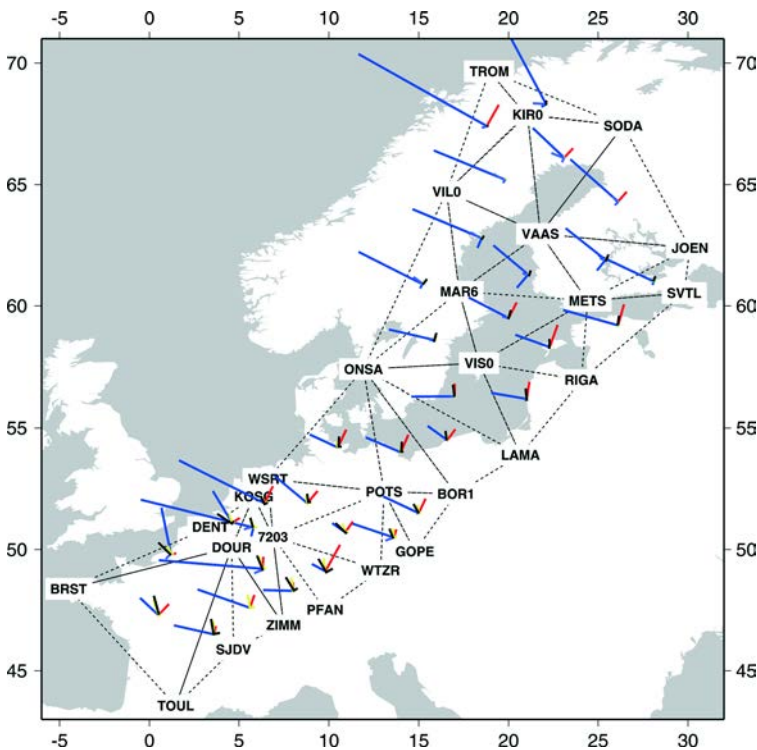 -5 0 5 10 15 20 25 30
70 70
TROM
KIR0
SODA
65 65
VIL0
VAAS
JOEN
MAR6
SVTL
60 METS 60
VIS0
ONSA
RIGA
55 55
LAMA
WSRT
KOSG POTS BOR1
DENT
7203
50 DOUR GOPE 50
WTZR
BRST
PFAN
ZIMM
SJDV
45 45
TOUL
-5 0 5 10 15 20 25 30